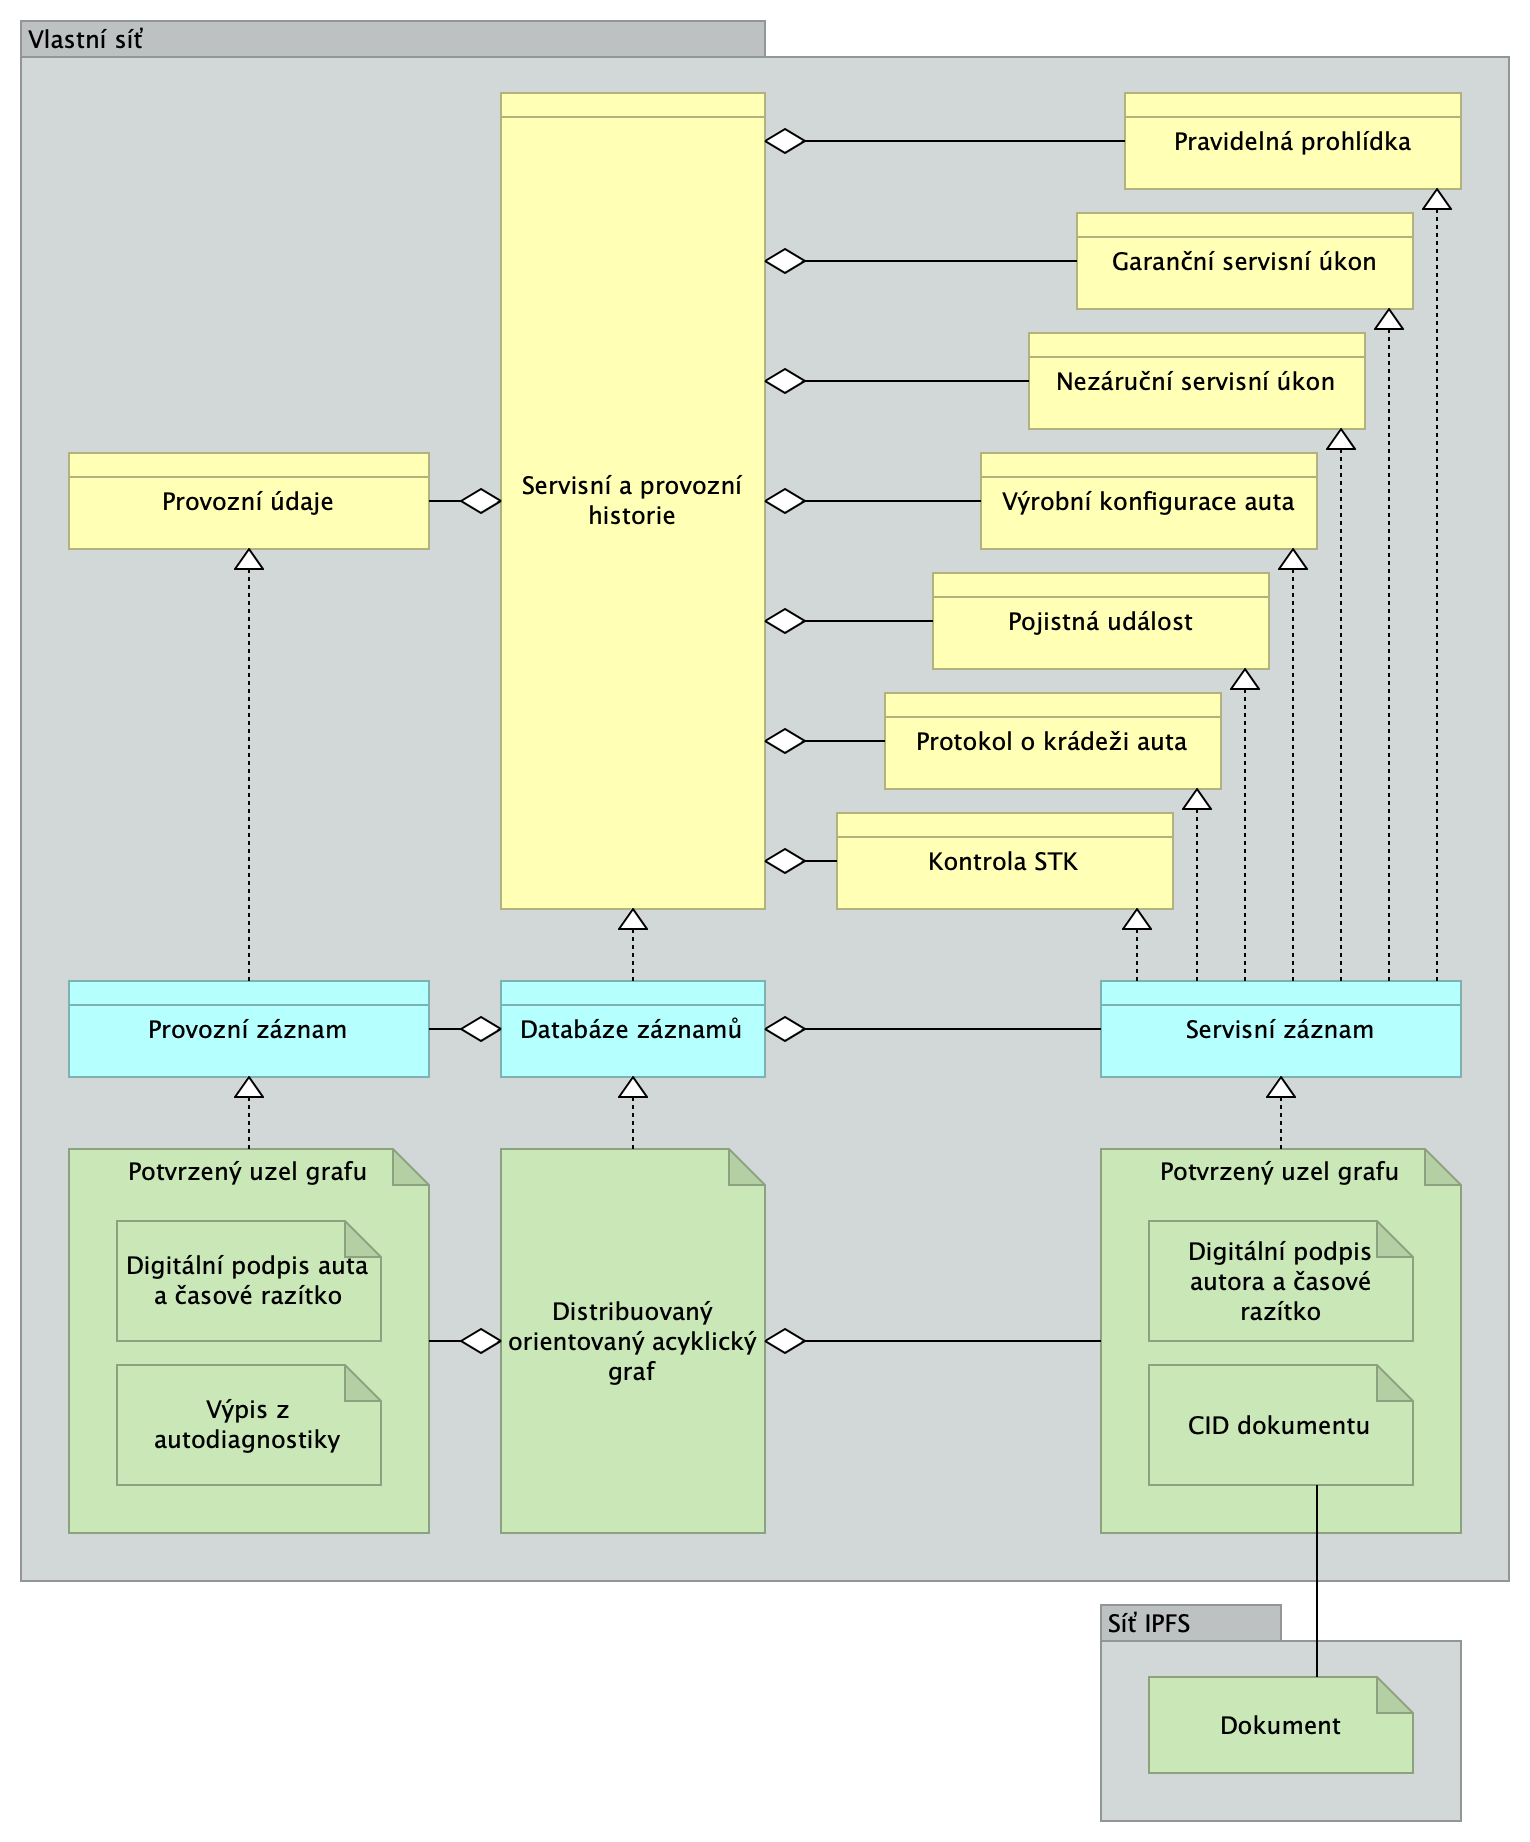 Vlastní síť
Pravidelná prohlídka
Garanční servisní úkon
Nezáruční servisní úkon
Provozní údaje
Servisní a provozní
historie
Výrobní konfigurace auta
Pojistná událost
Protokol o krádeži auta
Kontrola STK
Provozní záznam
Databáze záznamů
Servisní záznam
Potvrzený uzel grafu
Digitální podpis auta
a časové razítko
Výpis z
autodiagnostiky
Distribuovaný
orientovaný acyklický
graf
Potvrzený uzel grafu
Digitální podpis
autora a časové
razítko
CID dokumentu
Síť IPFS
Dokument